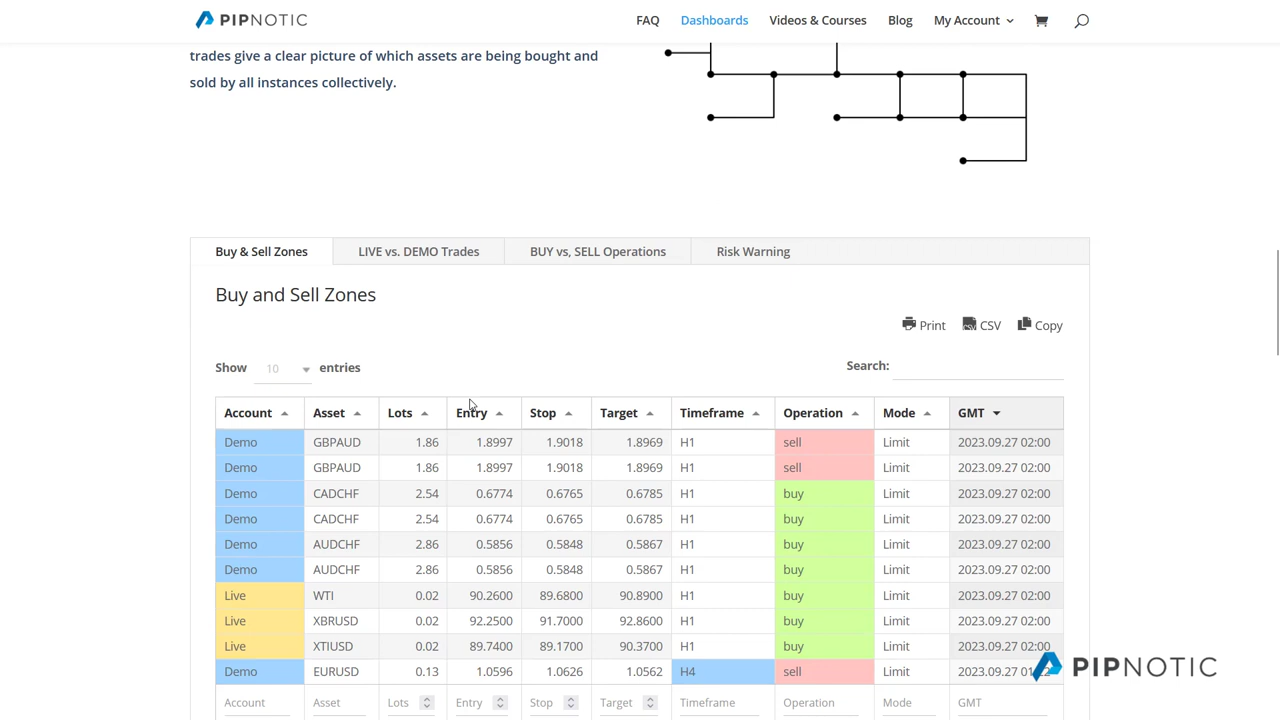 PIPNOTIC
FAQ Dashboards Videos & Courses Blog My Account
trades give a clear picture of which assets are being bought and
sold by all instances collectively.
Buy & Sell Zones LIVE vs. DEMO Trades BUY vs, SELL Operations Risk Warning
Buy and Sell Zones
Print CSV Copy
Show 10 entries Search:
Account Asset Lots Entry Stop Target Timeframe Operation Mode GMT
Demo GBPAUD 1.86 1.8997 1.9018 1.8969 H1 sell Limit 2023.09.27 02:00
Demo GBPAUD 1.86 1.8997 1.9018 1.8969 H1 sell Limit 2023.09.27 02:00
Demo CADCHF 2.54 0.6774 0.6765 0.6785 H1 buy Limit 2023.09.27 02:00
Demo CADCHF 2.54 0.6774 0.6765 0.6785 H1 buy Limit 2023.09.27 02:00
Demo AUDCHF 2.86 0.5856 0.5848 0.5867 H1 buy Limit 2023.09.27 02:00
Demo AUDCHF 2.86 0.5856 0.5848 0.5867 H1 buy Limit 2023.09.27 02:00
Live WTI 0.02 90.2600 89.6800 90.8900 H1 buy Limit 2023.09.27 02:00
Live XBRUSD 0.02 92.2500 91.7000 92.8600 H1 buy Limit 2023.09.27 02:00
Live XTIUSD 0.02 89.7400 89.1700 90.3700 H1 buy Limit 2023.09.27 02:00
Demo EURUSD 0.13 1.0596 1.0626 1.0562 H4 sell Limit 2023.09.27
PIPNOTIC
Account Asset Lots Entry Stop Target Timeframe Operation Mode GMT